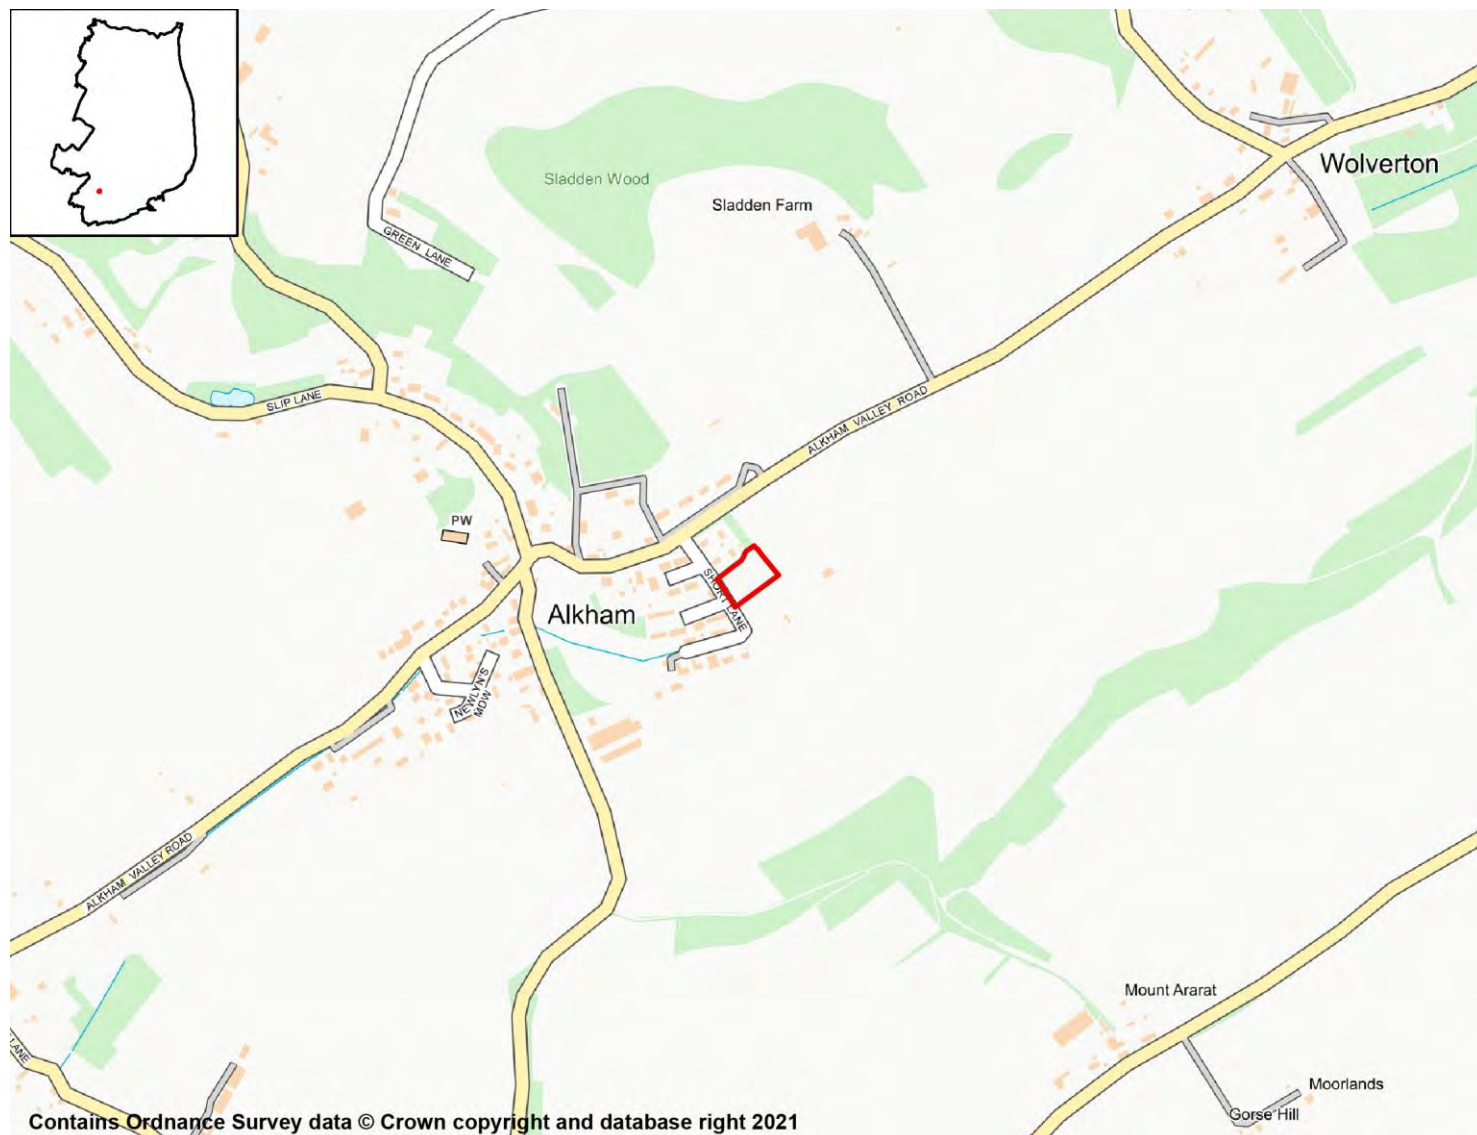 Wolverton
Sladden Wood
Sladden Farm
GREEN LANE
SLIP LANE
ALKHAM VALLEY ROAD
PW
SHORT LANE
Alkham
NEWLYN'S
MDW
ALKHAM VALLEY ROAD
Mount Ararat
LANE
Moorlands
Gorse Hill
Contains Ordnance Survey data © Crown copyright and database right 2021